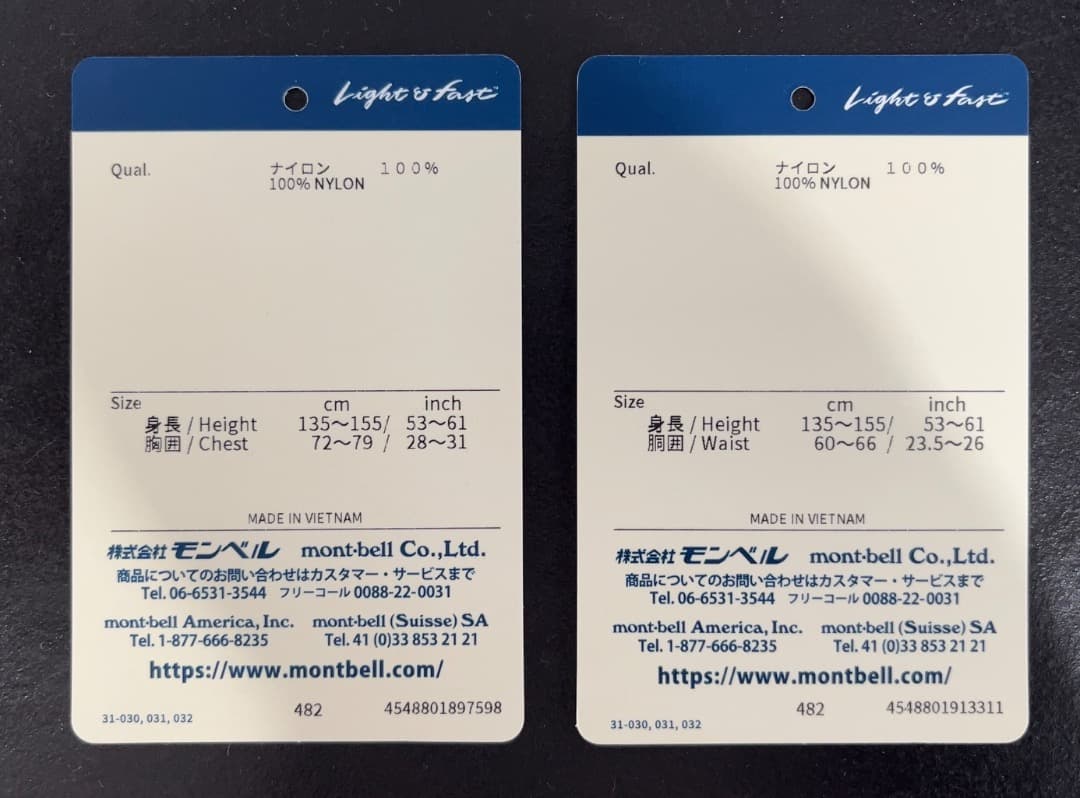 Light & Fast
Qual. ナイロン 100%
100% NYLON
Size cm inch
身長 / Height 135～155/ 53～61
胸囲 / Chest 72～79 / 28～31
MADE IN VIETNAM
株式会社 モンベル mont-bell Co.,Ltd.
商品についてのお問い合わせはカスタマー・サービスまで
Tel. 06-6531-3544 フリーコール 0088-22-0031
mont-bell America, Inc. mont-bell (Suisse) SA
Tel. 1-877-666-8235 Tel. 41 (0)33 853 21 21
https://www.montbell.com/
31-030, 031, 032 482 4548801897598
Light & Fast
Qual. ナイロン 100%
100% NYLON
Size cm inch
身長 / Height 135～155/ 53～61
胴囲 / Waist 60～66 / 23.5～26
MADE IN VIETNAM
株式会社 モンベル mont-bell Co.,Ltd.
商品についてのお問い合わせはカスタマー・サービスまで
Tel. 06-6531-3544 フリーコール 0088-22-0031
mont-bell America, Inc. mont-bell (Suisse) SA
Tel. 1-877-666-8235 Tel. 41 (0)33 853 21 21
https://www.montbell.com/
31-030, 031, 032 482 4548801913311